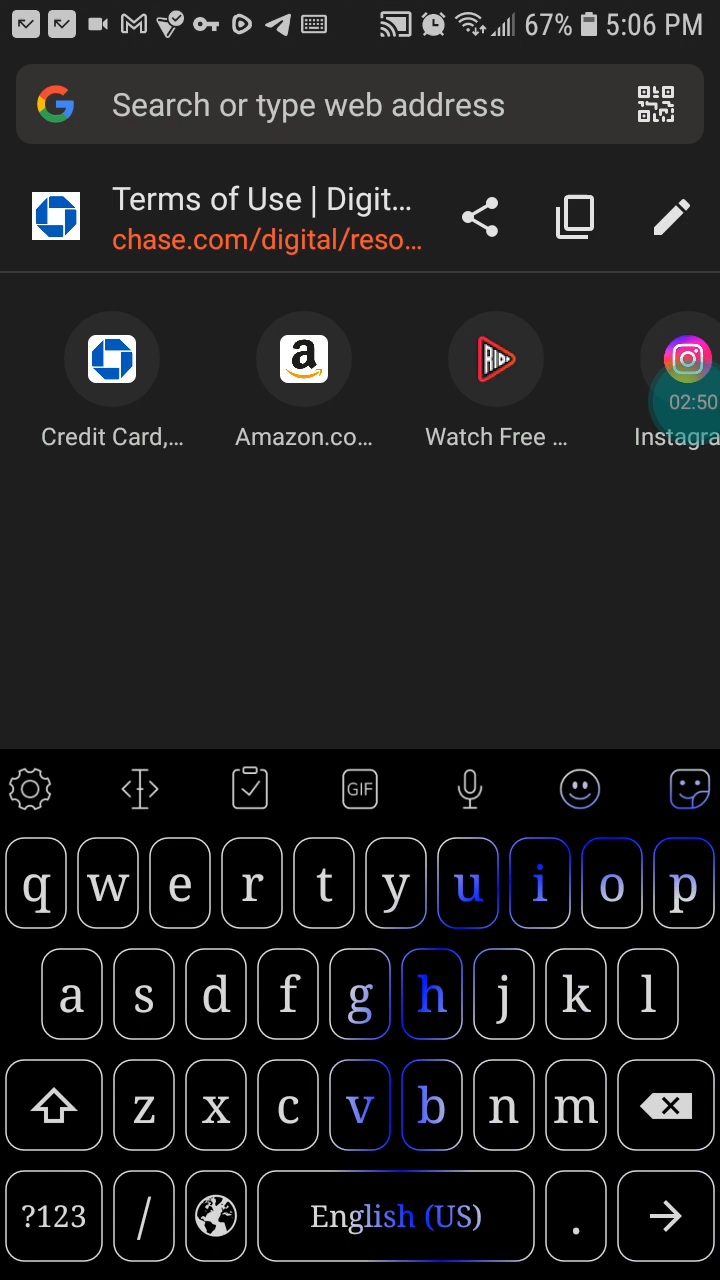 67% 5:06 PM
Search or type web address
Terms of Use | Digit...
chase.com/digital/reso...
a
RIDI
02:50
Credit Card,... Amazon.co... Watch Free ... Instagra
GIF
q w e r t y u i o p
a s d f g h j k l
z x c v b n m
?123 / English (US) .